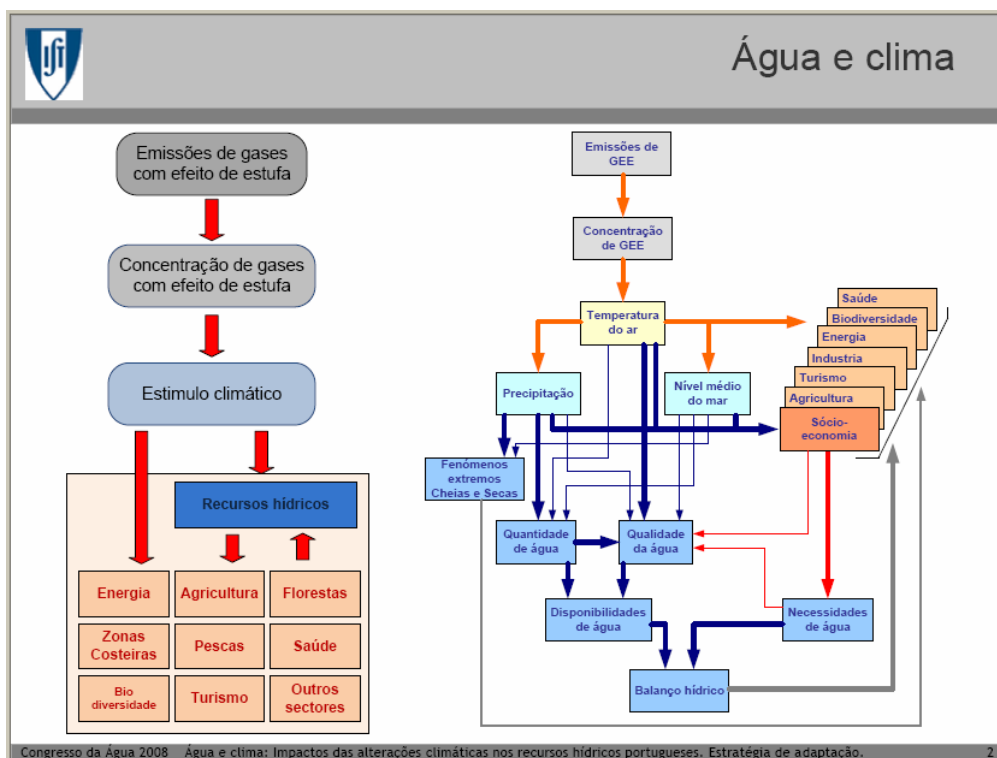 IST
Água e clima
Emissões de gases
com efeito de estufa
Concentração de gases
com efeito de estufa
Estimulo climático
Recursos hídricos
Energia
Agricultura
Florestas
Zonas
Costeiras
Pescas
Saúde
Bio
diversidade
Turismo
Outros
sectores
Emissões de
GEE
Concentração
de GEE
Temperatura
do ar
Precipitação
Nível médio
do mar
Saúde
Biodiversidade
Energia
Industria
Turismo
Agricultura
Sócio-
economia
Fenómenos
extremos
Cheias e Secas
Quantidade
de água
Qualidade
da água
Disponibilidades
de água
Necessidades
de água
Balanço hídrico
Congresso da Água 2008 Água e clima: Impactos das alterações climáticas nos recursos hídricos portugueses. Estratégia de adaptação. 2